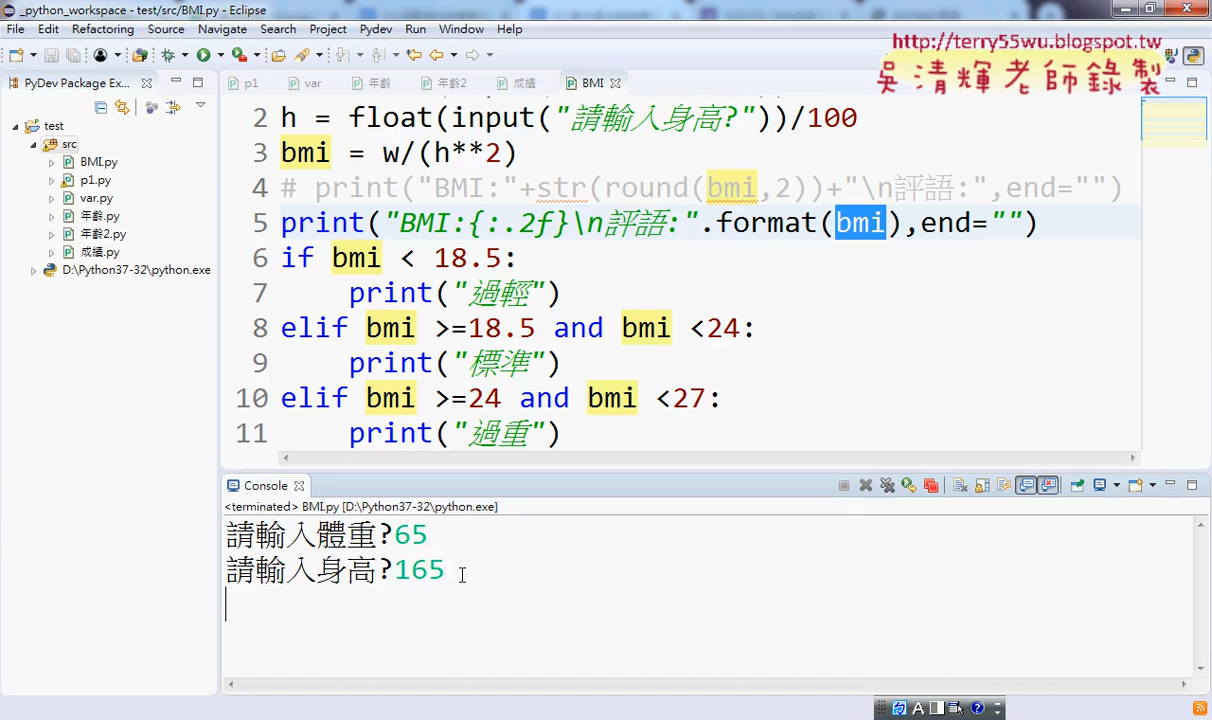 _python_workspace - test/src/BMI.py - Eclipse
File Edit Refactoring Source Navigate Search Project Pydev Run Window Help
http://terry55wu.blogspot.tw
吳清輝老師錄製
PyDev Package Ex...
p1 var 年齡 年齡2 成績 BMI
test
src
BMI.py
p1.py
var.py
年齡.py
年齡2.py
成績.py
D:\Python37-32\python.exe
2 h = float(input("請輸入身高?"))/100
3 bmi = w/(h**2)
4 # print("BMI:"+str(round(bmi,2))+"\n評語:",end="")
5 print("BMI:{:.2f}\n評語:".format(bmi),end="")
6 if bmi < 18.5:
7 print("過輕")
8 elif bmi >=18.5 and bmi <24:
9 print("標準")
10 elif bmi >=24 and bmi <27:
11 print("過重")
Console
<terminated> BMI.py [D:\Python37-32\python.exe]
請輸入體重?65
請輸入身高?165